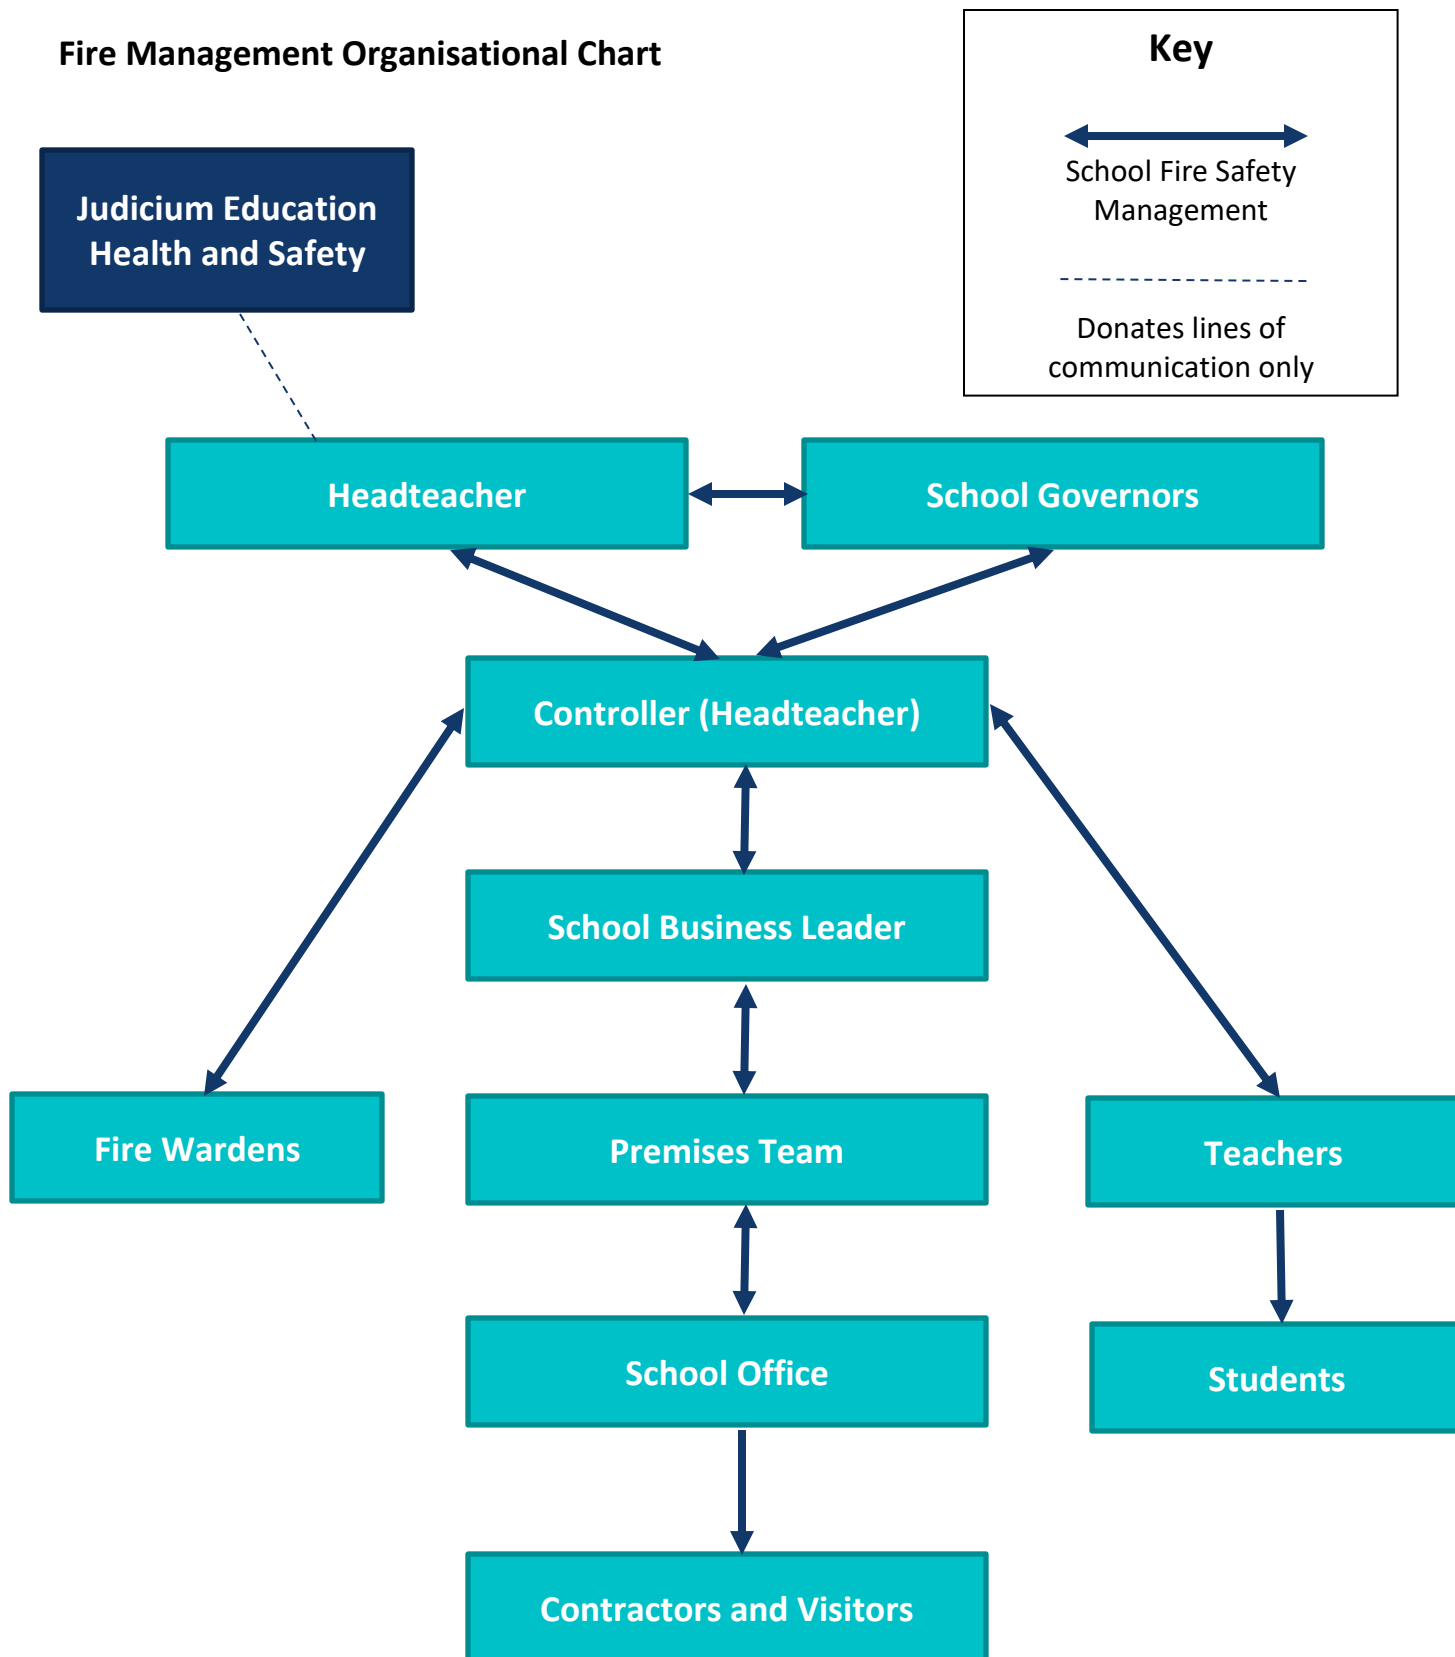 Fire Management Organisational Chart
Key
School Fire Safety
Management
Donates lines of
communication only
Judicium Education
Health and Safety
Headteacher
School Governors
Controller (Headteacher)
School Business Leader
Fire Wardens
Premises Team
Teachers
School Office
Students
Contractors and Visitors